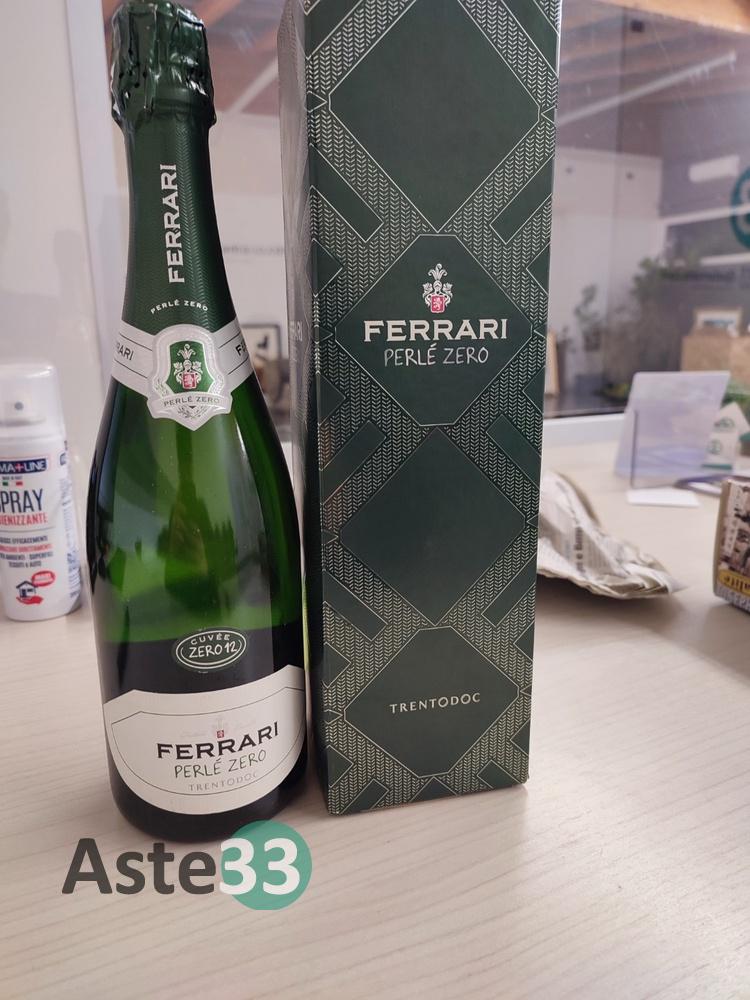 FERRARI
PERLÉ ZERO
PERLÉ ZERO
CUVÉE
ZERO 12
FERRARI
PERLÉ ZERO
TRENTODOC
FERRARI
PERLÉ ZERO
TRENTODOC
SPRAY
Aste33